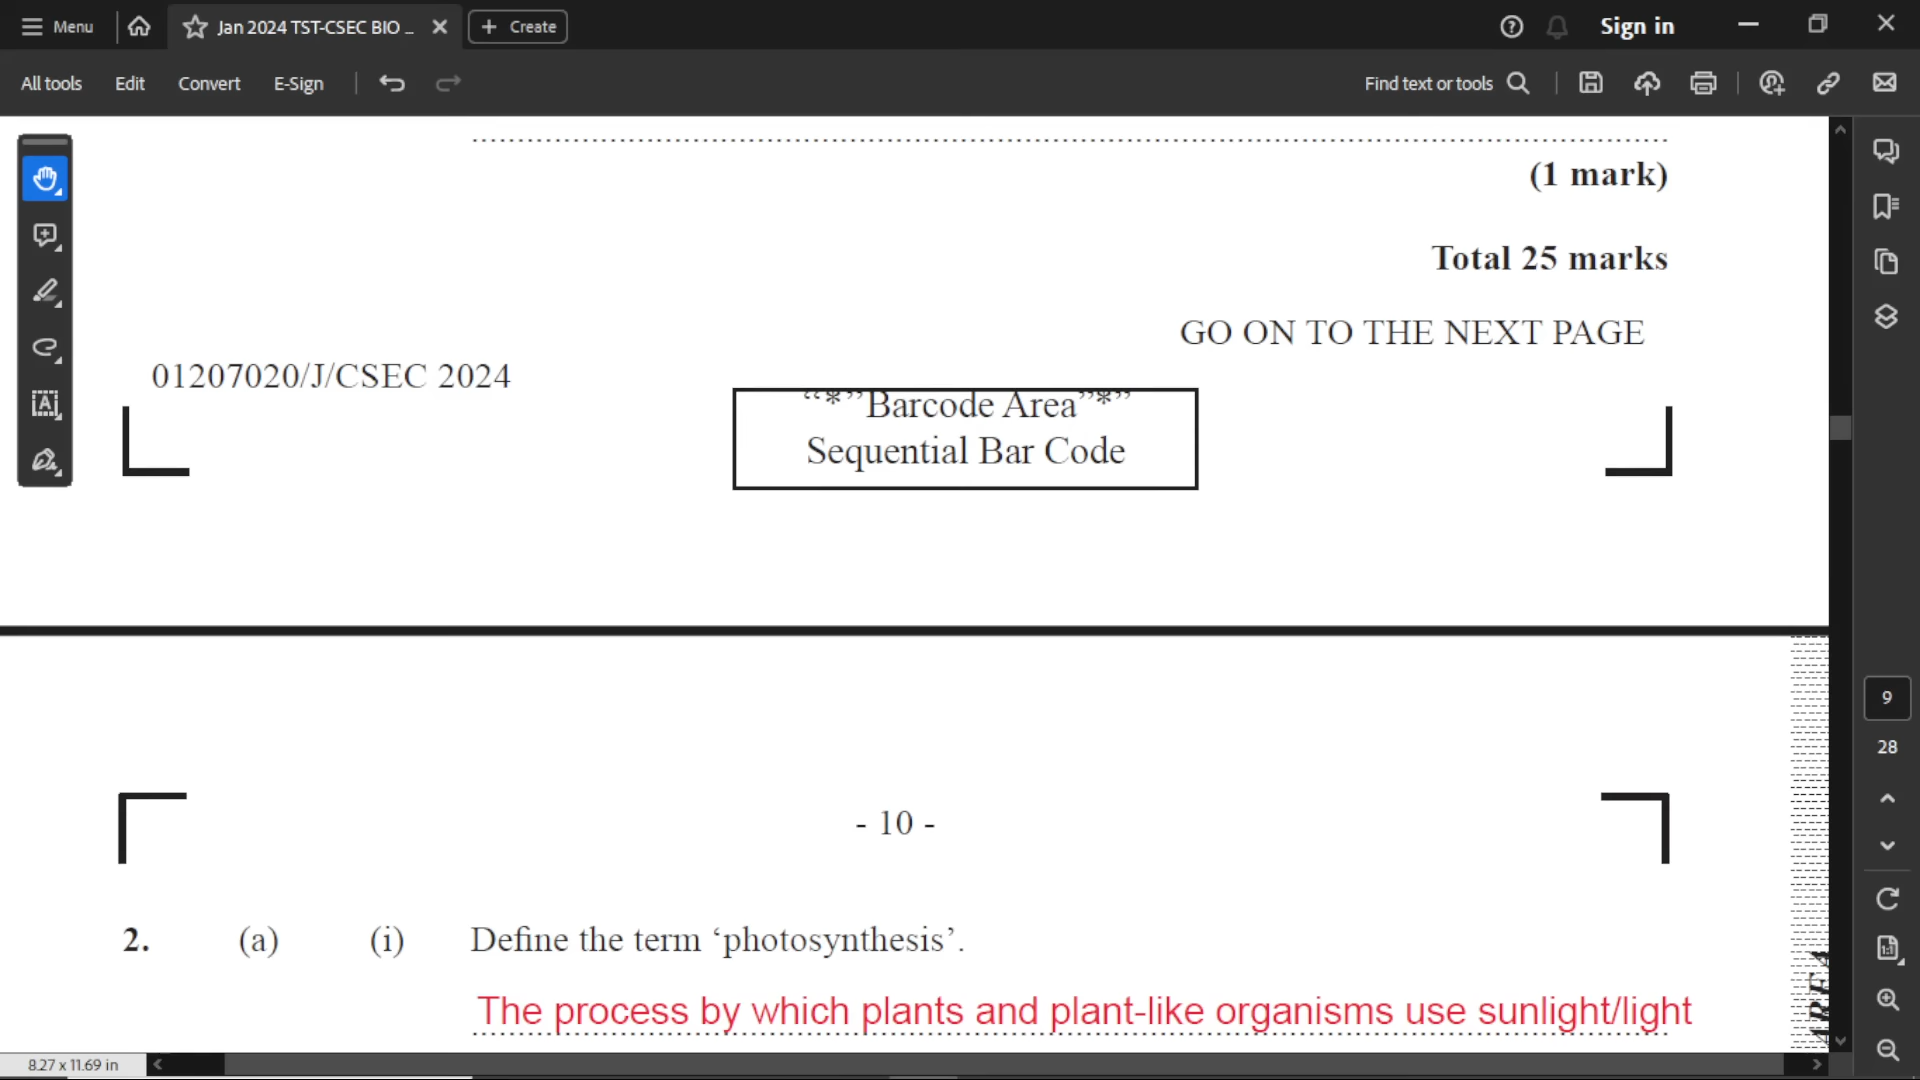 Menu
Jan 2024 TST-CSEC BIO _
Create
Sign in
All tools
Edit
Convert
E-Sign
Find text or tools
(1 mark)
Total 25 marks
GO ON TO THE NEXT PAGE
01207020/J/CSEC 2024
“*”Barcode Area”*”
Sequential Bar Code
9
28
- 10 -
2. (a) (i) Define the term ‘photosynthesis’.
The process by which plants and plant-like organisms use sunlight/light
AREA
8.27 x 11.69 in